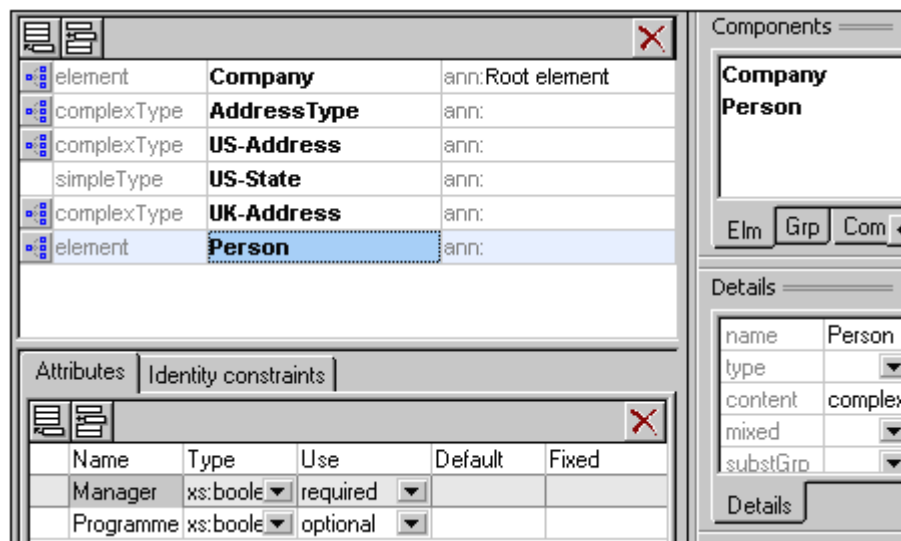 element Company ann:Root element
complexType AddressType ann:
complexType US-Address ann:
simpleType US-State ann:
complexType UK-Address ann:
element Person ann:
Attributes Identity constraints
Name Type Use Default Fixed
Manager xs:boole required
Programme xs:boole optional
Components
Company
Person
Elm Grp Com
Details
name Person
type
content complex
mixed
substGrp
Details